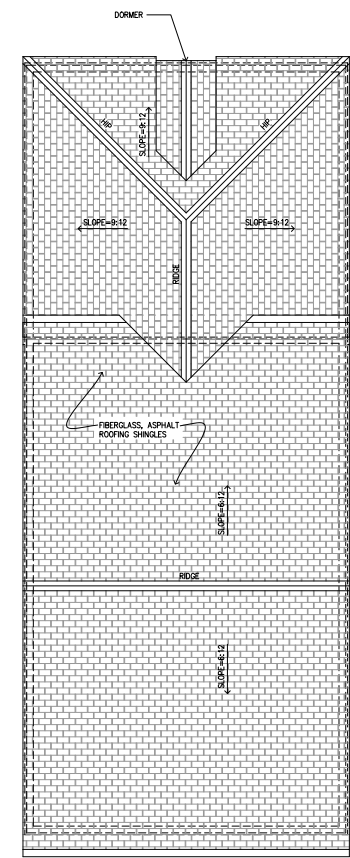 DORMER
HIP
HIP
SLOPE=9:12
SLOPE=9:12
SLOPE=9:12
RIDGE
FIBERGLASS, ASPHALT
ROOFING SHINGLES
SLOPE=6:12
RIDGE
SLOPE=6:12